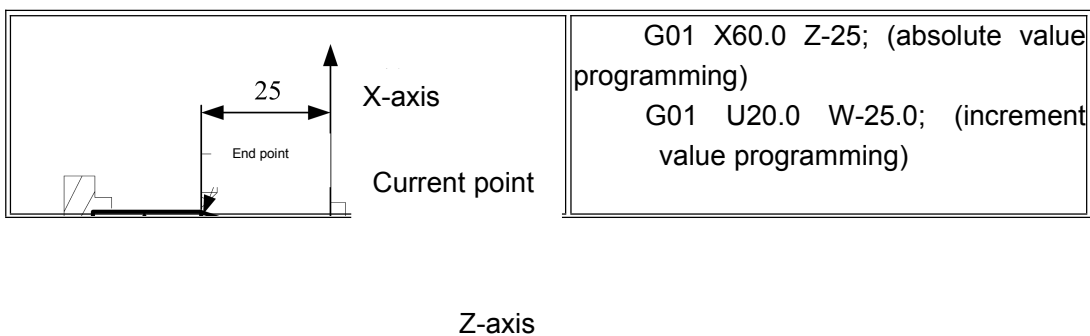 25
X-axis
End point
Current point
Z-axis
G01 X60.0 Z-25; (absolute value
programming)
G01 U20.0 W-25.0; (increment
value programming)